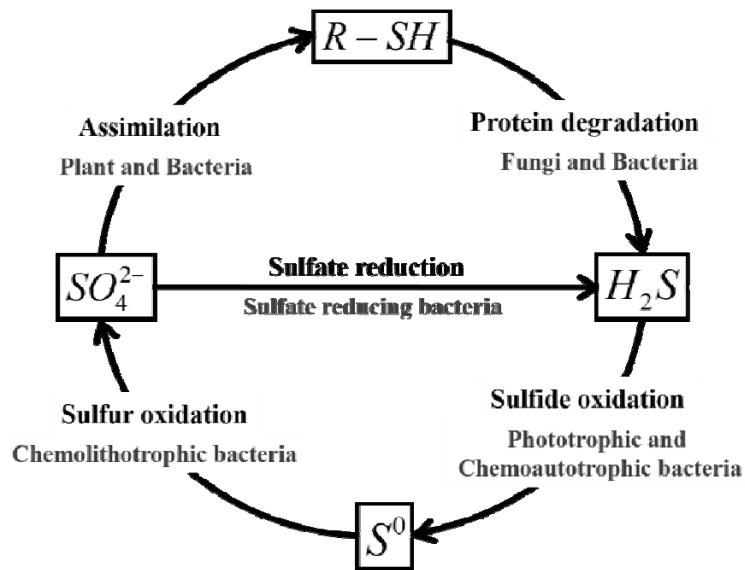 R – SH
Assimilation
Plant and Bacteria
Protein degradation
Fungi and Bacteria
SO₄²⁻
Sulfate reduction
Sulfate reducing bacteria
H₂S
Sulfur oxidation
Chemolithotrophic bacteria
Sulfide oxidation
Phototrophic and
Chemoautotrophic bacteria
S⁰